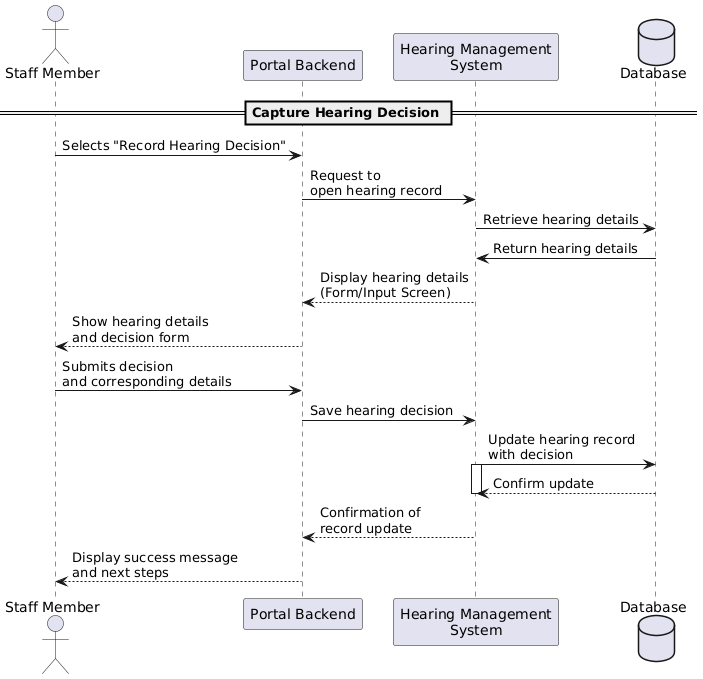 Staff Member
Portal Backend
Hearing Management
System
Database
Capture Hearing Decision
Selects "Record Hearing Decision"
Request to
open hearing record
Retrieve hearing details
Return hearing details
Display hearing details
(Form/Input Screen)
Show hearing details
and decision form
Submits decision
and corresponding details
Save hearing decision
Update hearing record
with decision
Confirm update
Confirmation of
record update
Display success message
and next steps
Staff Member
Portal Backend
Hearing Management
System
Database